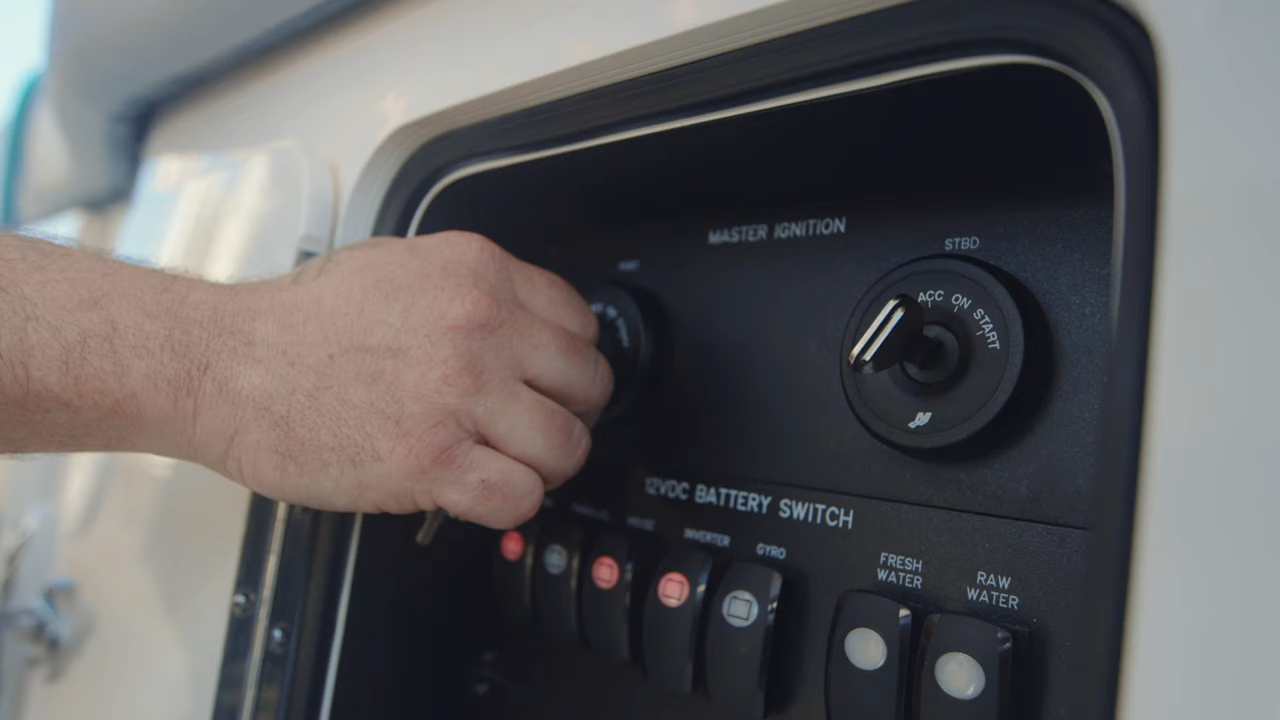 MASTER IGNITION
STBD
ACC ON START
12VDC BATTERY SWITCH
INVERTER
GYRO
FRESH
WATER
RAW
WATER